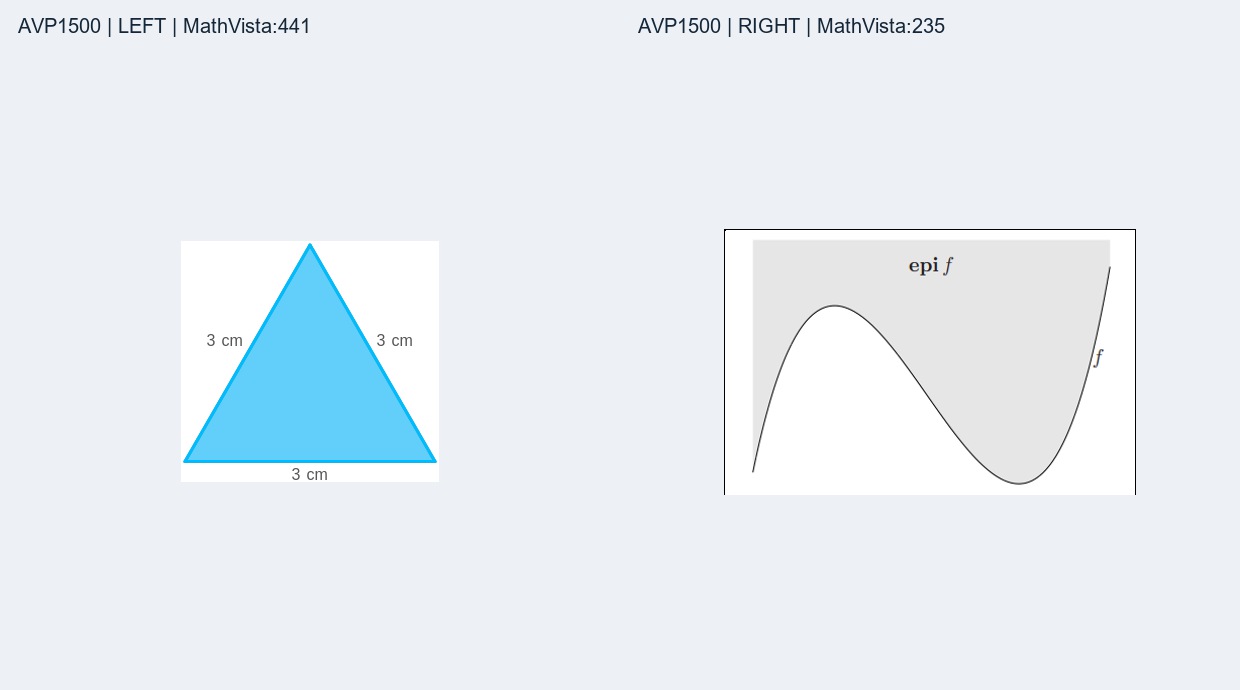 AVP1500 | LEFT | MathVista:441
AVP1500 | RIGHT | MathVista:235
3 cm
3 cm
3 cm
epi f
f